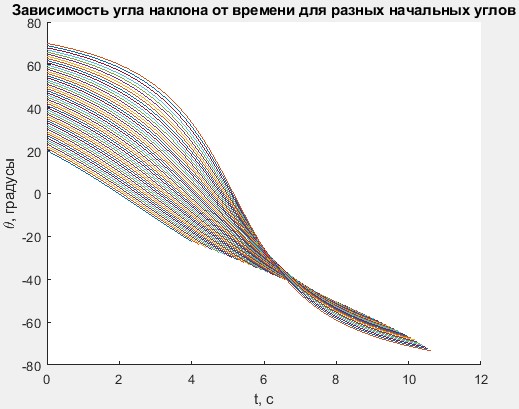 Зависимость угла наклона от времени для разных начальных углов
80
60
40
20
0
-20
-40
-60
-80
θ, градусы
0 2 4 6 8 10 12
t, с